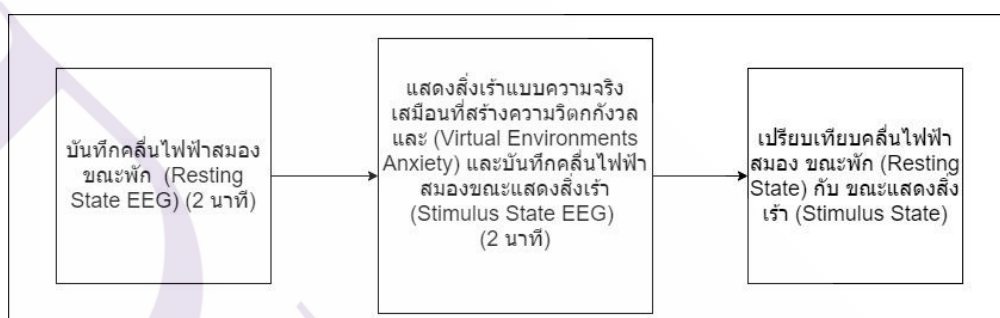 บันทึกคลื่นไฟฟ้าสมอง
ขณะพัก (Resting
State EEG) (2 นาที)
แสดงสิ่งเร้าแบบความจริง
เสมือนที่สร้างความวิตกกังวล
และ (Virtual Environments
Anxiety) และบันทึกคลื่นไฟฟ้า
สมองขณะแสดงสิ่งเร้า
(Stimulus State EEG)
(2 นาที)
เปรียบเทียบคลื่นไฟฟ้า
สมอง ขณะพัก (Resting
State) กับ ขณะแสดงสิ่ง
เร้า (Stimulus State)